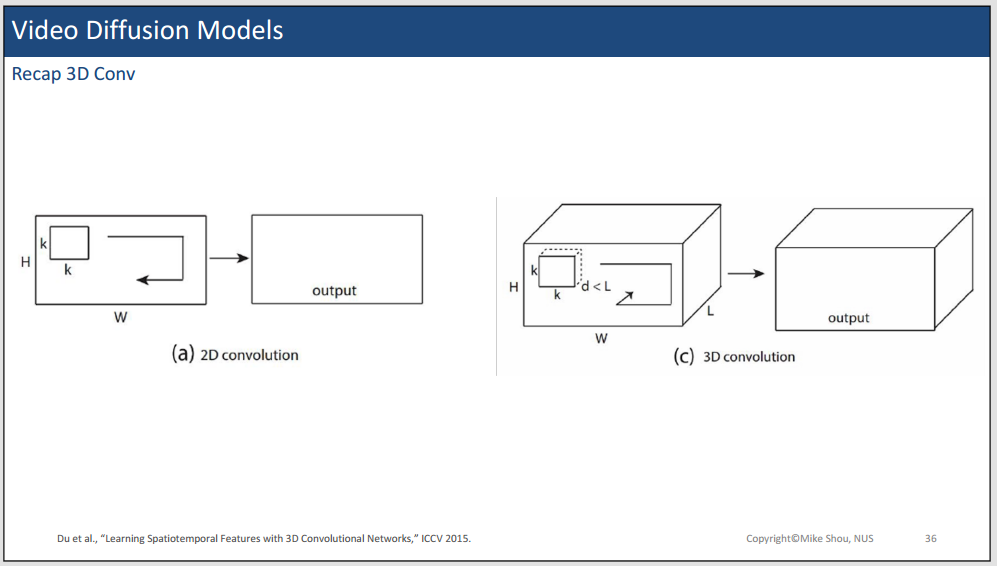 Video Diffusion Models
Recap 3D Conv
k
H
k
W
output
(a) 2D convolution
k
H
k
d < L
L
W
output
(c) 3D convolution
Du et al., “Learning Spatiotemporal Features with 3D Convolutional Networks,” ICCV 2015.
Copyright©Mike Shou, NUS
36